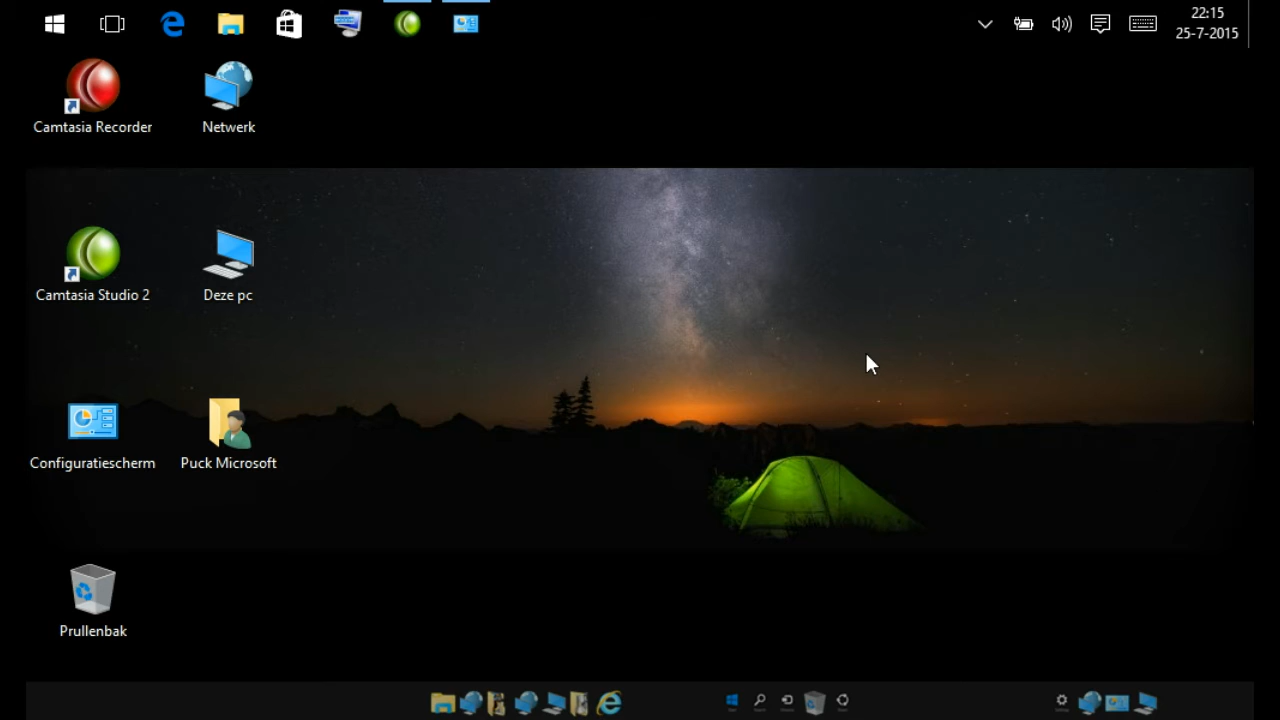 22:15
25-7-2015
Camtasia Recorder
Netwerk
Camtasia Studio 2
Deze pc
Configuratiescherm
Puck Microsoft
Prullenbak